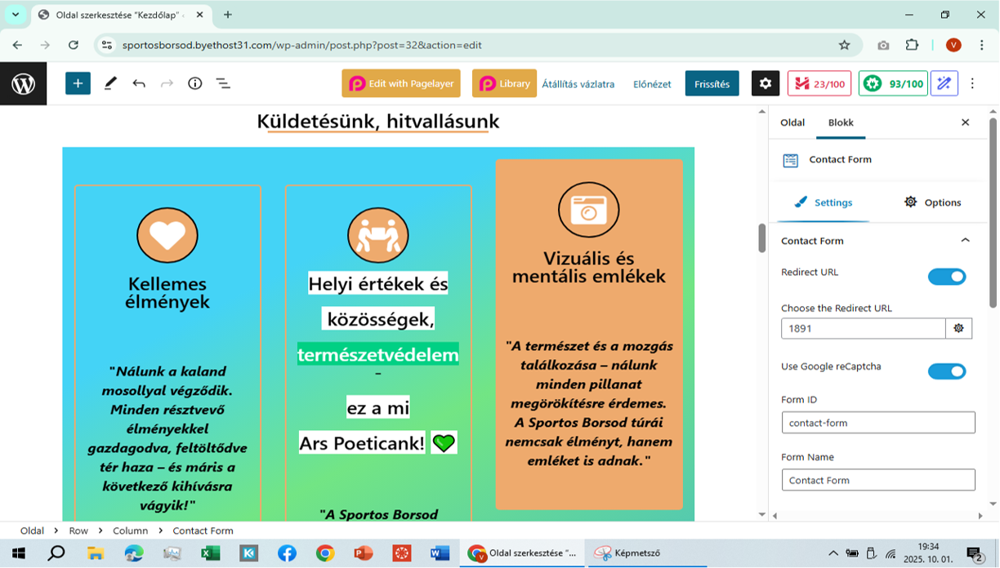 Oldal szerkesztése "Kezdőlap"
sportosborsod.byethost31.com/wp-admin/post.php?post=32&action=edit
V
Edit with Pagelayer
Library
Átállítás vázlatra
Előnézet
Frissítés
23/100
93/100
Küldetésünk, hitvallásunk
Kellemes
élmények
"Nálunk a kaland
mosollyal végződik.
Minden résztvevő
élményekkel
gazdagodva, feltöltődve
tér haza – és máris a
következő kihívásra
vágyik!"
Helyi értékek és
közösségek,
természetvédelem
-
ez a mi
Ars Poeticank!
"A Sportos Borsod
Vizuális és
mentális emlékek
"A természet és a mozgás
találkozása – nálunk
minden pillanat
megörökítésre érdemes.
A Sportos Borsod túrái
nemcsak élményt, hanem
emléket is adnak."
Oldal
Blokk
Contact Form
Settings
Options
Contact Form
Redirect URL
Choose the Redirect URL
1891
Use Google reCaptcha
Form ID
contact-form
Form Name
Contact Form
Oldal > Row > Column > Contact Form
Oldal szerkesztése "...
Képmetsző
19:34
2025. 10. 01.
2